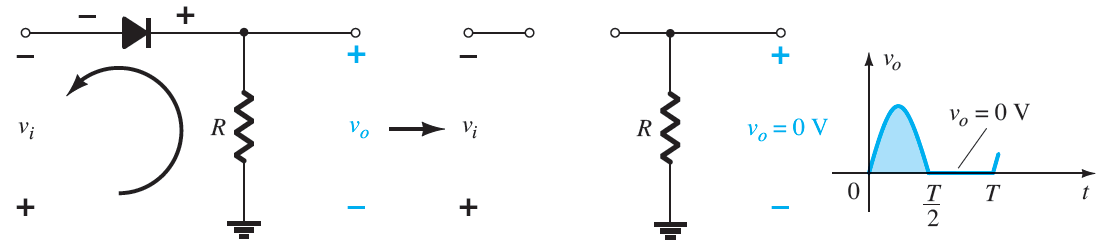 − +
− + −
v_i R v_o v_i
+ − +
+
R v_o = 0 V
−
v_o
v_o = 0 V
0 T/2 T t